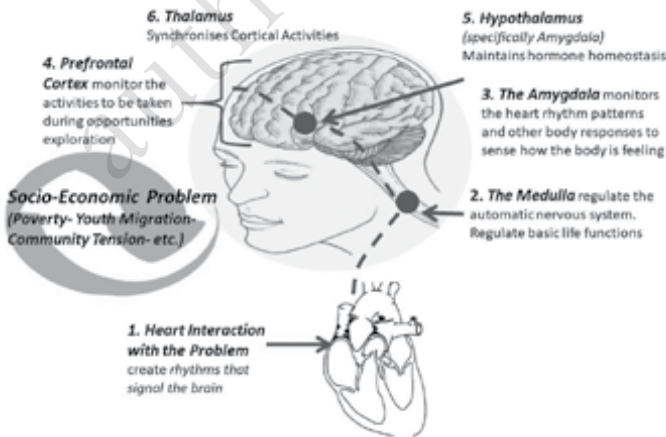 6. Thalamus
Synchronises Cortical Activities
5. Hypothalamus
(specifically Amygdala)
Maintains hormone homeostasis
4. Prefrontal
Cortex monitor the
activities to be taken
during opportunities
exploration
3. The Amygdala monitors
the heart rhythm patterns
and other body responses to
sense how the body is feeling
Socio-Economic Problem
(Poverty- Youth Migration-
Community Tension- etc.)
2. The Medulla regulate the
automatic nervous system.
Regulate basic life functions
1. Heart Interaction
with the Problem
create rhythms that
signal the brain